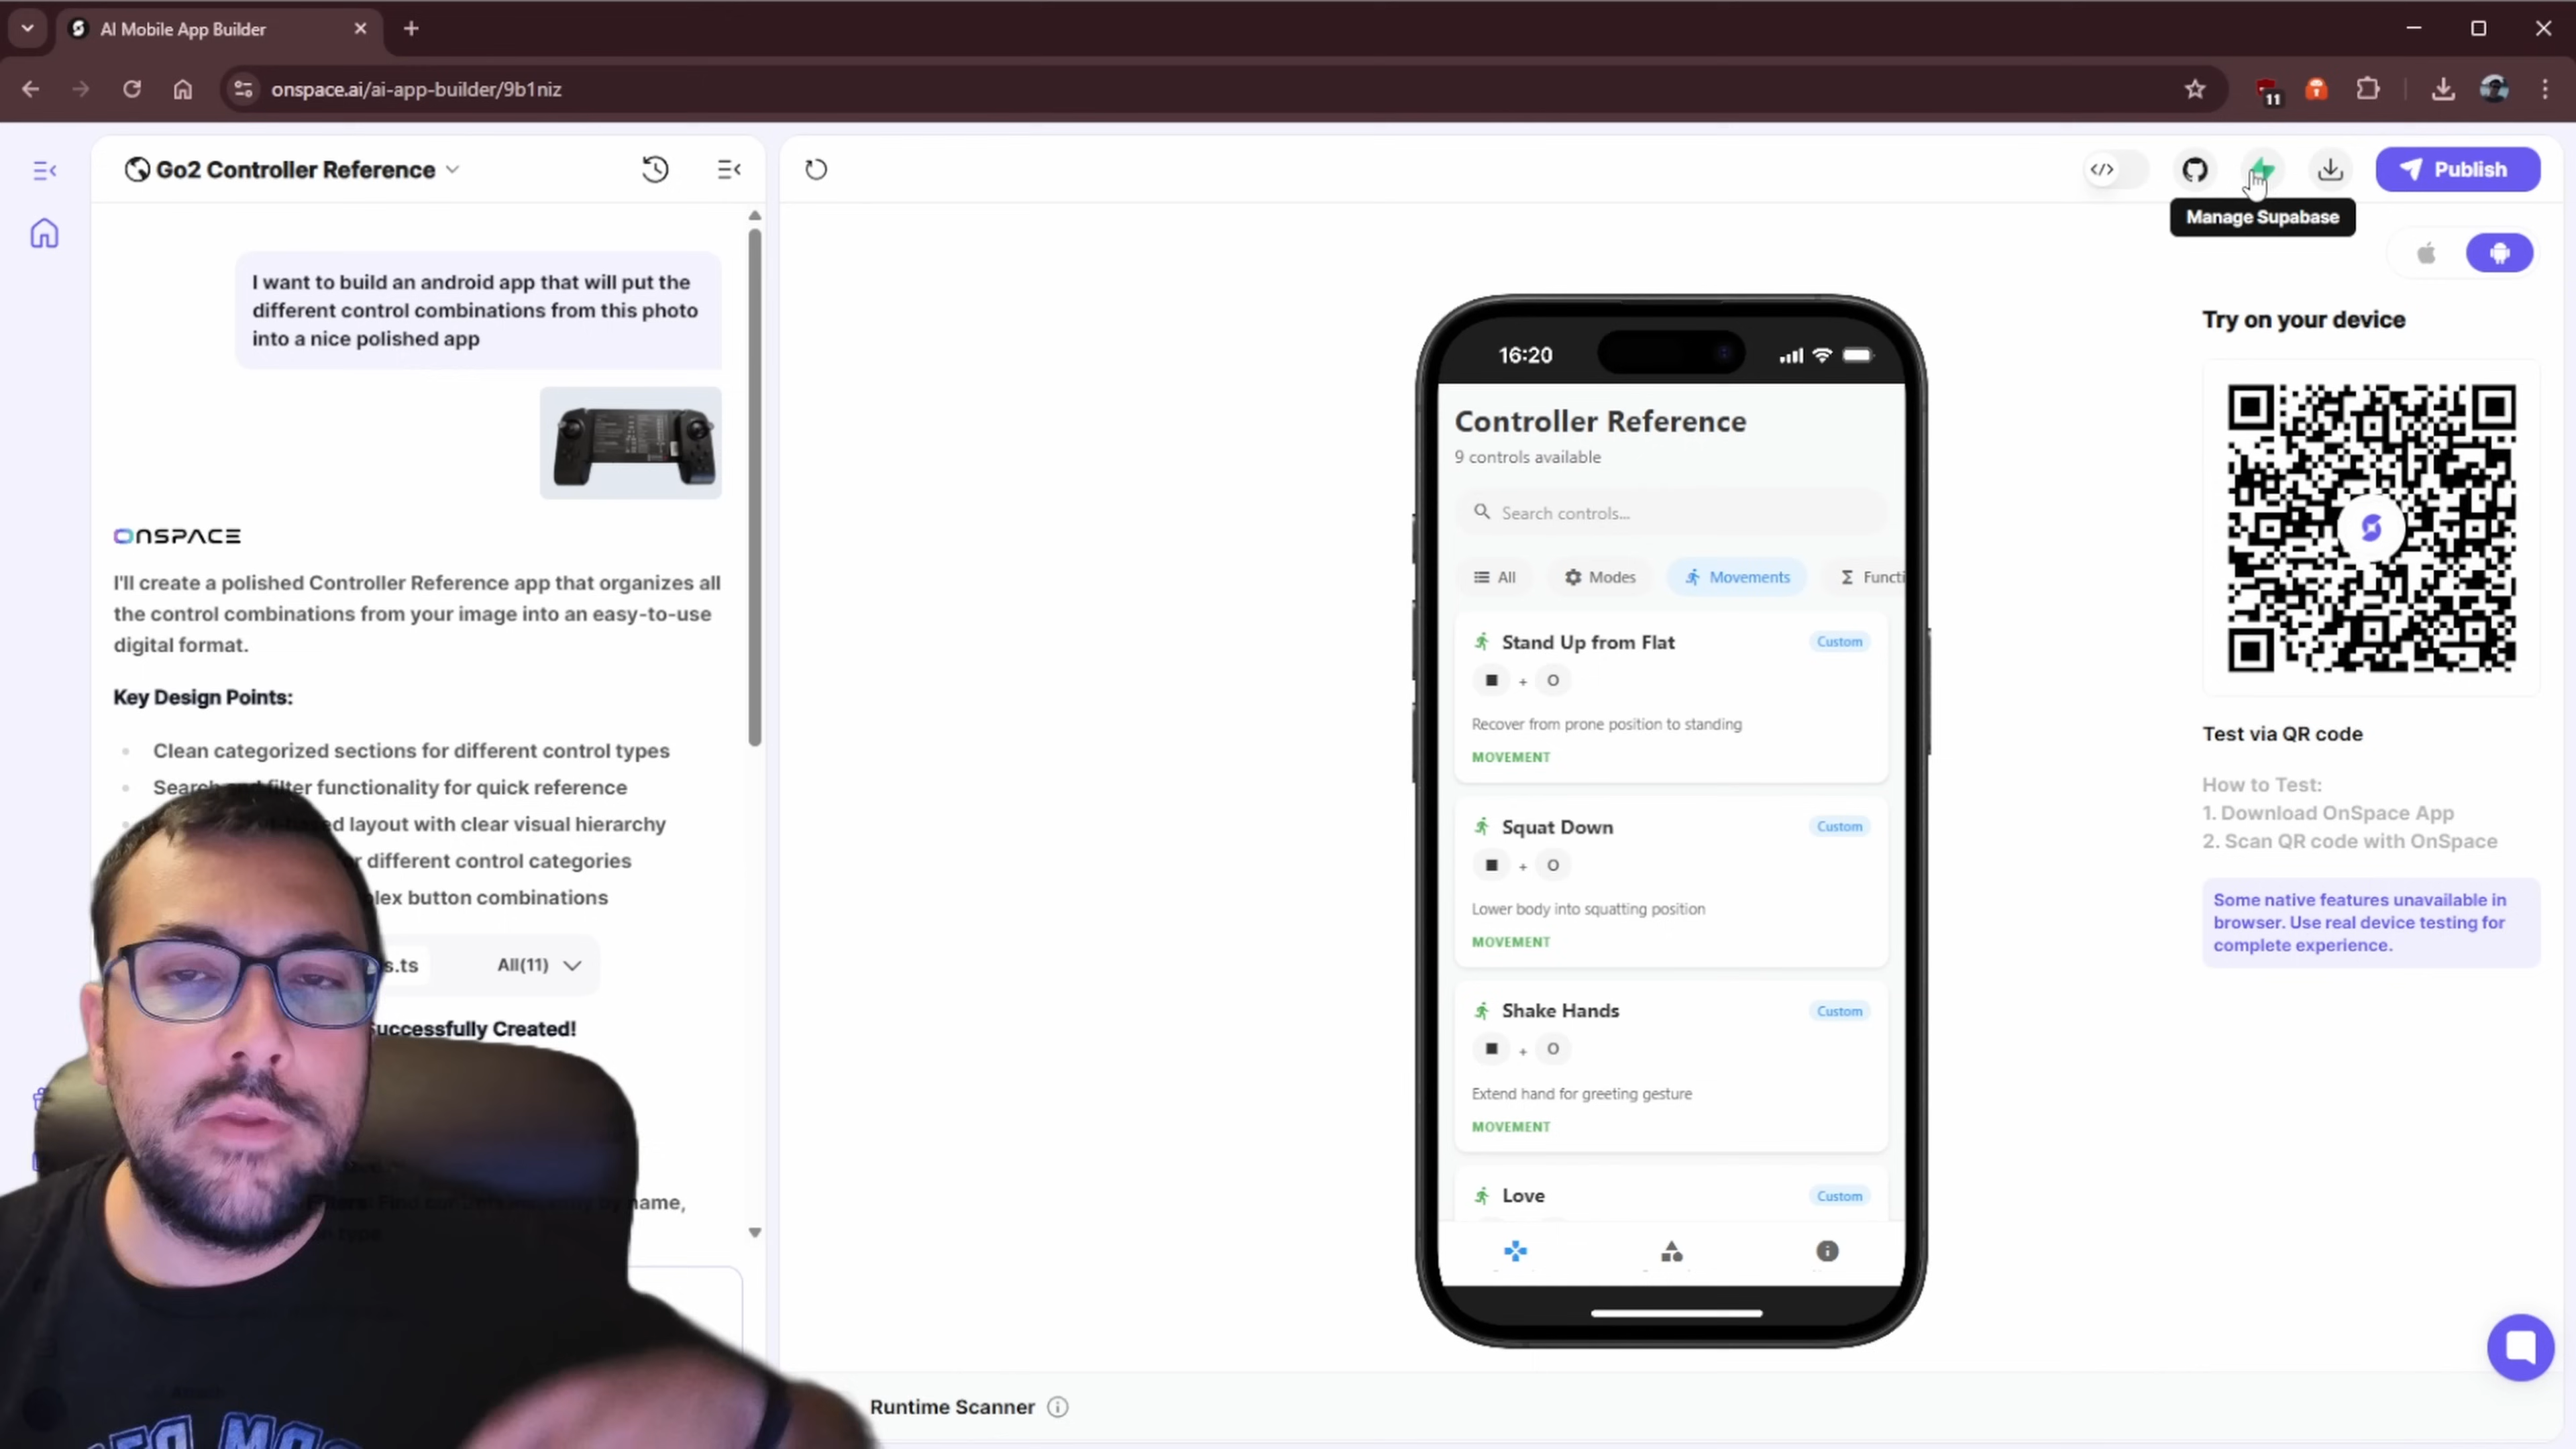 AI Mobile App Builder
onspace.ai/ai-app-builder/9b1niz
11
Go2 Controller Reference
Publish
Manage Supabase
I want to build an android app that will put the
different control combinations from this photo
into a nice polished app
ONSPACE
I'll create a polished Controller Reference app that organizes all
the control combinations from your image into an easy-to-use
digital format.
Key Design Points:
Clean categorized sections for different control types
Search and filter functionality for quick reference
layout with clear visual hierarchy
different control categories
button combinations
s.ts
All(11)
Successfully Created!
name,
type
16:20
Controller Reference
9 controls available
Search controls...
All
Modes
Movements
Functi
Stand Up from Flat
Custom
■ + O
Recover from prone position to standing
MOVEMENT
Squat Down
Custom
■ + O
Lower body into squatting position
MOVEMENT
Shake Hands
Custom
■ + O
Extend hand for greeting gesture
MOVEMENT
Love
Custom
Try on your device
Test via QR code
How to Test:
1. Download OnSpace App
2. Scan QR code with OnSpace
Some native features unavailable in
browser. Use real device testing for
complete experience.
Runtime Scanner